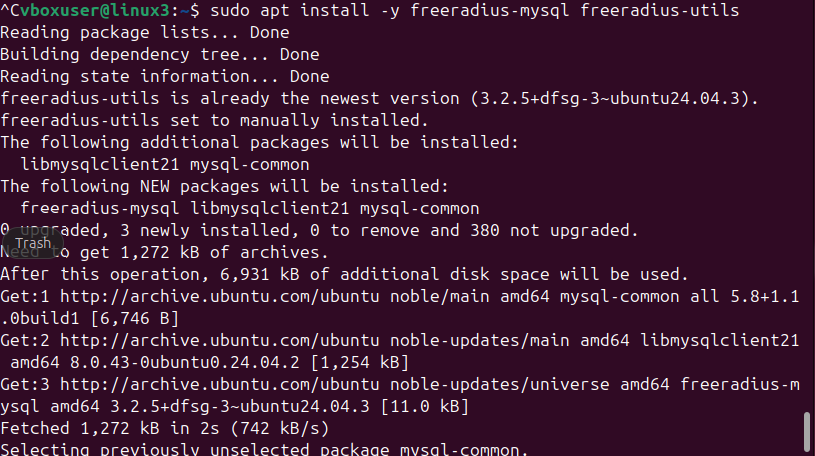 ^Cvboxuser@linux3:~$ sudo apt install -y freeradius-mysql freeradius-utils
Reading package lists... Done
Building dependency tree... Done
Reading state information... Done
freeradius-utils is already the newest version (3.2.5+dfsg-3~ubuntu24.04.3).
freeradius-utils set to manually installed.
The following additional packages will be installed:
  libmysqlclient21 mysql-common
The following NEW packages will be installed:
  freeradius-mysql libmysqlclient21 mysql-common
0 upgraded, 3 newly installed, 0 to remove and 380 not upgraded.
Trash
Need to get 1,272 kB of archives.
After this operation, 6,931 kB of additional disk space will be used.
Get:1 http://archive.ubuntu.com/ubuntu noble/main amd64 mysql-common all 5.8+1.1
.0build1 [6,746 B]
Get:2 http://archive.ubuntu.com/ubuntu noble-updates/main amd64 libmysqlclient21
 amd64 8.0.43-0ubuntu0.24.04.2 [1,254 kB]
Get:3 http://archive.ubuntu.com/ubuntu noble-updates/universe amd64 freeradius-m
ysql amd64 3.2.5+dfsg-3~ubuntu24.04.3 [11.0 kB]
Fetched 1,272 kB in 2s (742 kB/s)
Selecting previously unselected package mysql-common.